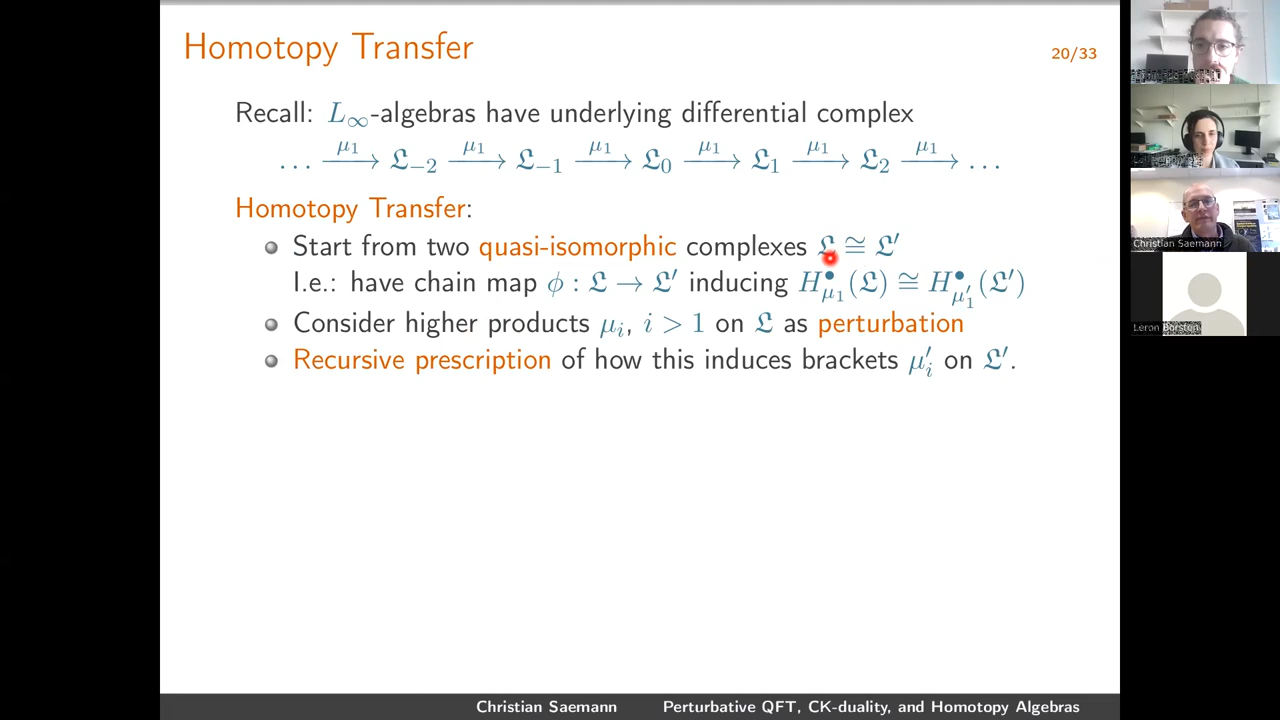 Homotopy Transfer
20/33
Recall: L∞-algebras have underlying differential complex
… —μ₁→ 𝔏₋₂ —μ₁→ 𝔏₋₁ —μ₁→ 𝔏₀ —μ₁→ 𝔏₁ —μ₁→ 𝔏₂ —μ₁→ …
Homotopy Transfer:
Start from two quasi-isomorphic complexes 𝔏 ≅ 𝔏′
I.e.: have chain map ϕ : 𝔏 → 𝔏′ inducing H•μ₁(𝔏) ≅ H•μ′₁(𝔏′)
Consider higher products μᵢ, i > 1 on 𝔏 as perturbation
Recursive prescription of how this induces brackets μ′ᵢ on 𝔏′.
Christian Saemann Perturbative QFT, CK-duality, and Homotopy Algebras
Christian Saemann
Leron Borsten